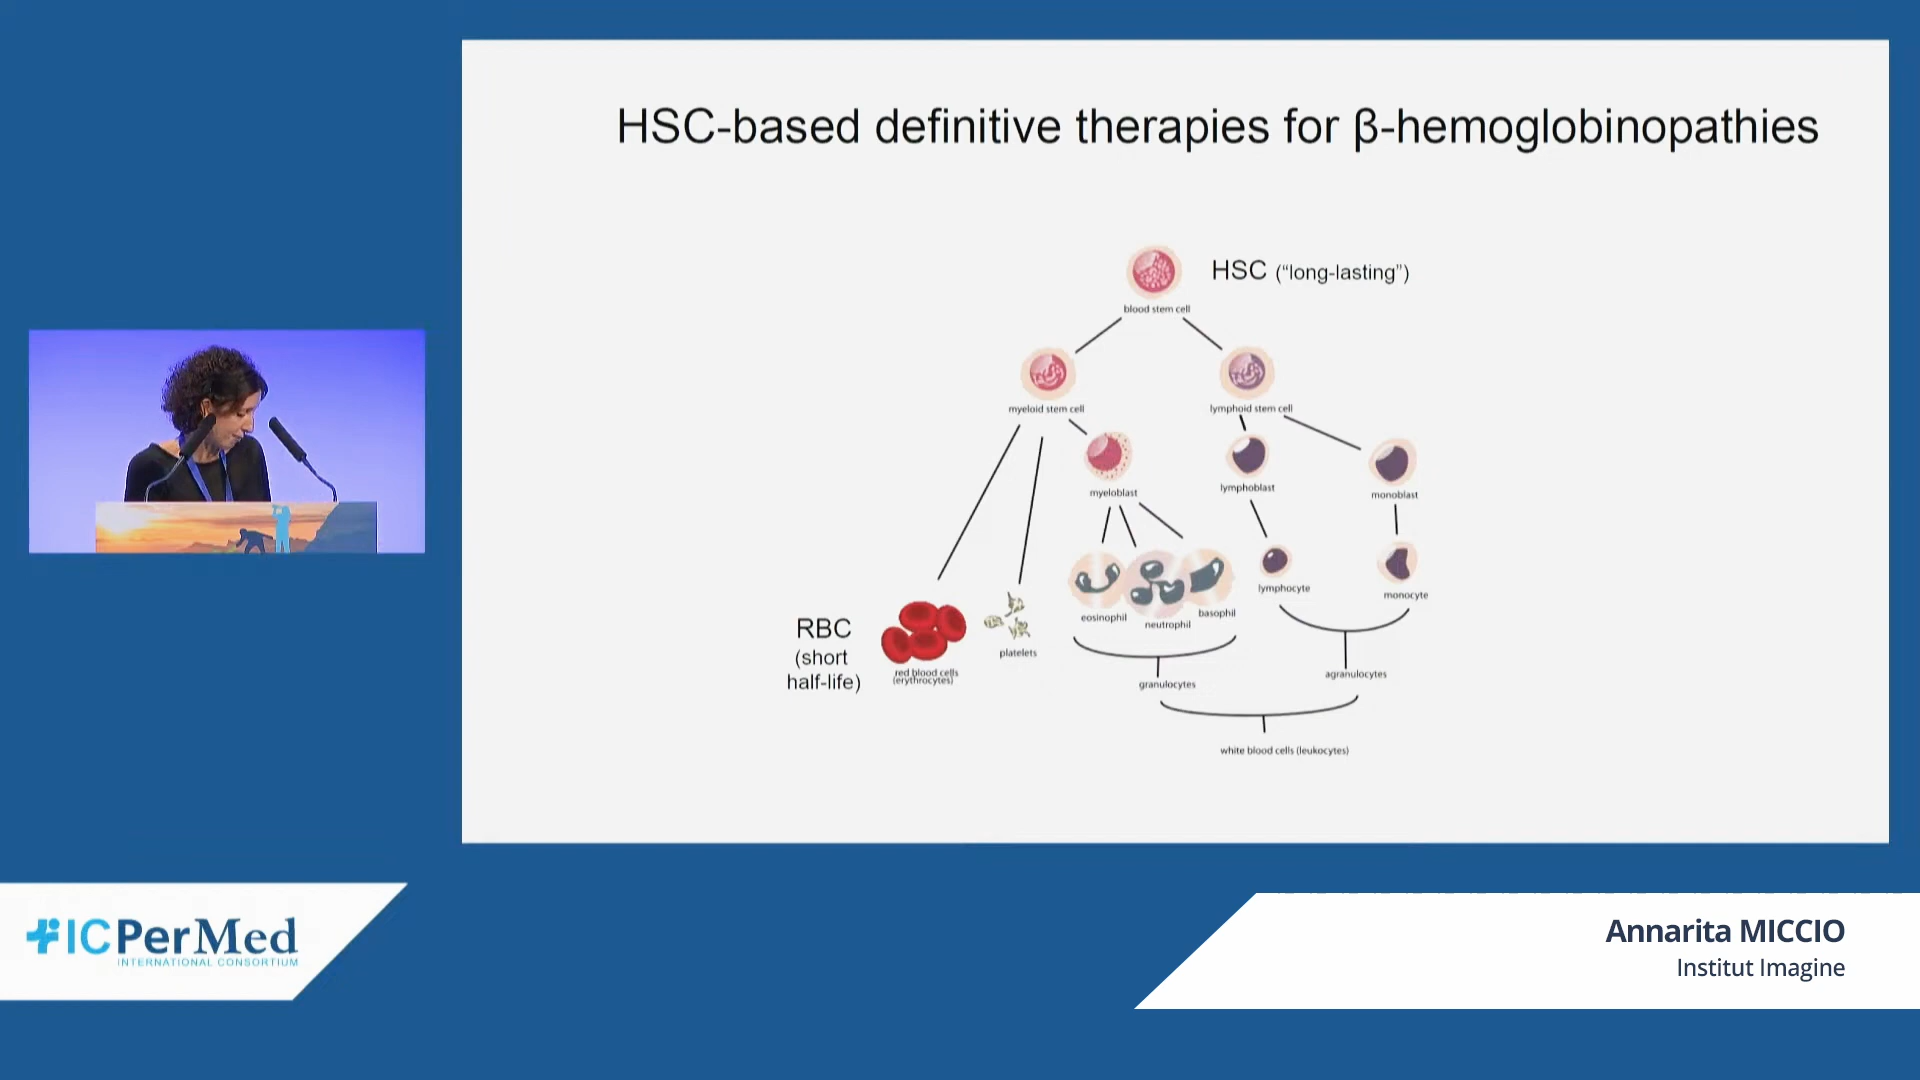 HSC-based definitive therapies for β-hemoglobinopathies
HSC (“long-lasting”)
blood stem cell
myeloid stem cell
lymphoid stem cell
myeloblast
lymphoblast
monoblast
lymphocyte
monocyte
eosinophil
neutrophil
basophil
RBC
(short
half-life)
red blood cells
(erythrocytes)
platelets
granulocytes
agranulocytes
white blood cells (leukocytes)
ICPerMed
INTERNATIONAL CONSORTIUM
Annarita MICCIO
Institut Imagine